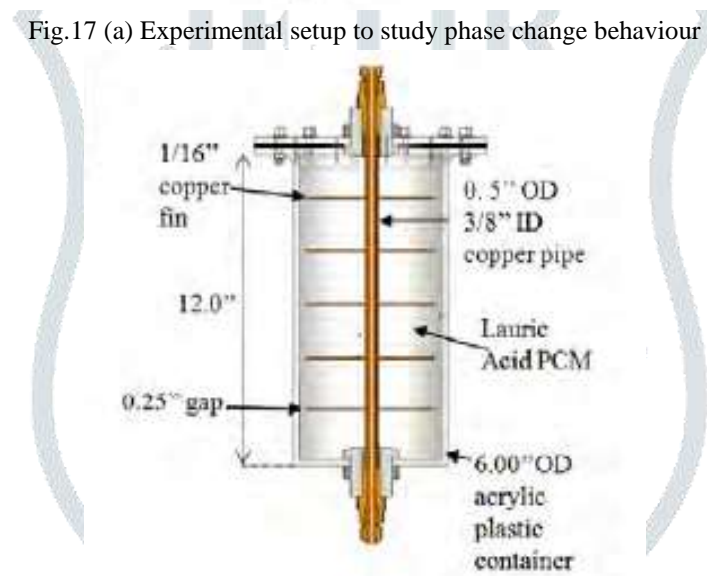 Fig.17 (a) Experimental setup to study phase change behaviour
1/16”
copper
fin
12.0”
0.25” gap
0. 5” OD
3/8” ID
copper pipe
Lauric
Acid PCM
6.00”OD
acrylic
plastic
container